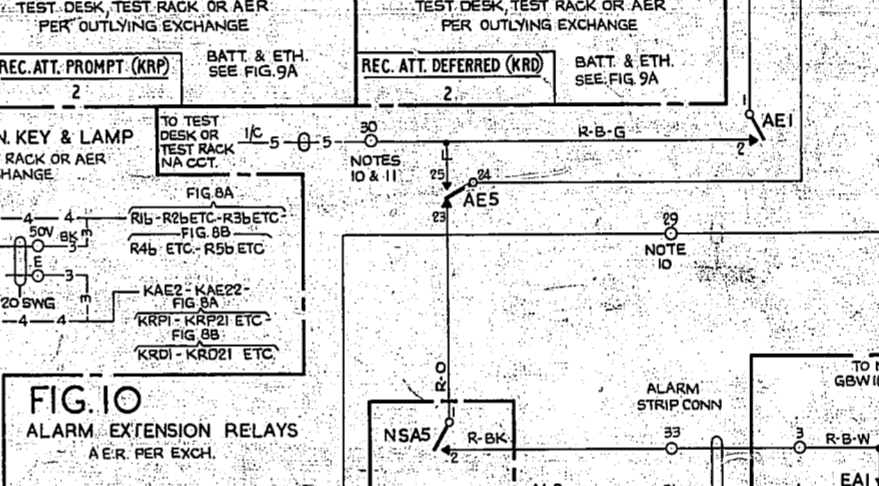 TEST DESK, TEST RACK OR AER
PER OUTLYING EXCHANGE
REC. ATT. PROMPT (KRP)
2
BATT. & ETH.
SEE FIG. 9A
TEST DESK, TEST RACK OR AER
PER OUTLYING EXCHANGE
REC. ATT. DEFERRED (KRD)
2
BATT. & ETH.
SEE FIG. 9A
N. KEY & LAMP
RACK OR AER
HANGE
TO TEST
DESK OR
TEST RACK
NA CCT.
I/C
5 5
30
NOTES
10 & 11
R-B-G
1
AE1
2
25
24
AE5
23
29
NOTE
10
FIG. 8A
R1b-R2b ETC.-R3b ETC-
FIG. 8B
R4b ETC.-R5b ETC
4 4
50V
BK
3
3
E
3
3
20 SWG
4 4
KAE2-KAE22-
FIG 8A
KRP1-KRP21 ETC
FIG 8B
KRD1-KRD21 ETC
FIG. 10
ALARM EXTENSION RELAYS
A.E.R. PER EXCH.
R-O
1
NSA5
2
R-BK
ALARM
STRIP CONN
33
3
R-B-W
TO
GBW
EA1